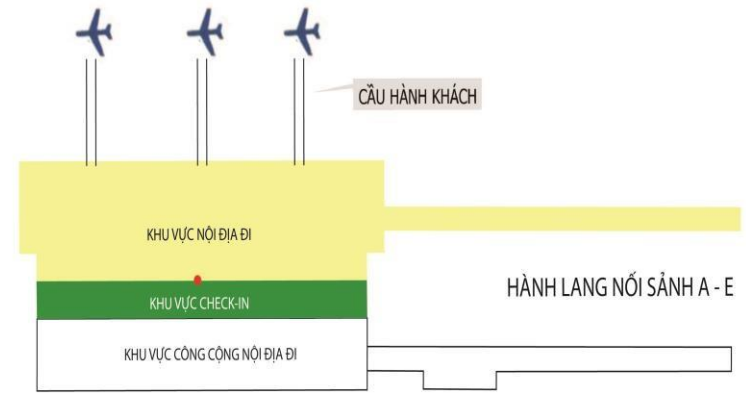 CẦU HÀNH KHÁCH
KHU VỰC NỘI ĐỊA ĐI
HÀNH LANG NỐI SẢNH A - E
KHU VỰC CHECK-IN
KHU VỰC CÔNG CỘNG NỘI ĐỊA ĐI